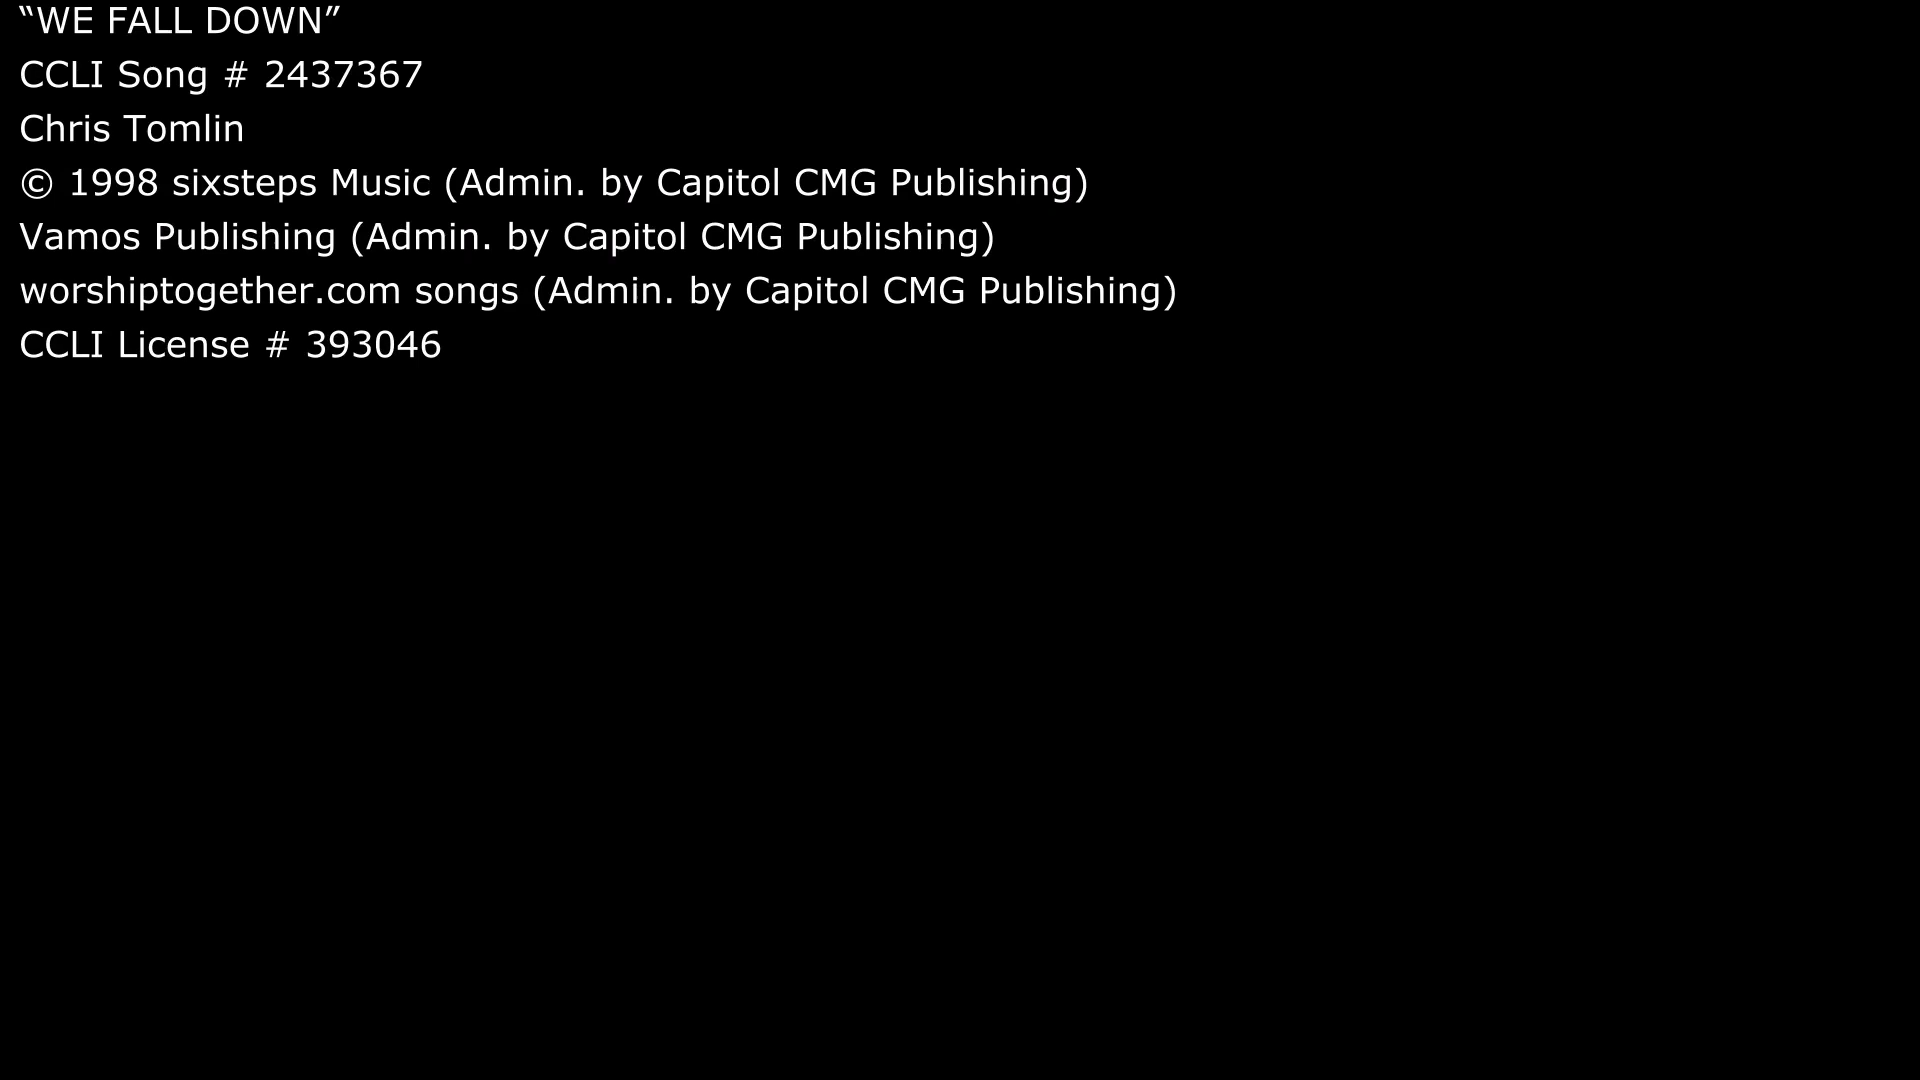 “WE FALL DOWN”
CCLI Song # 2437367
Chris Tomlin
© 1998 sixsteps Music (Admin. by Capitol CMG Publishing)
Vamos Publishing (Admin. by Capitol CMG Publishing)
worshiptogether.com songs (Admin. by Capitol CMG Publishing)
CCLI License # 393046